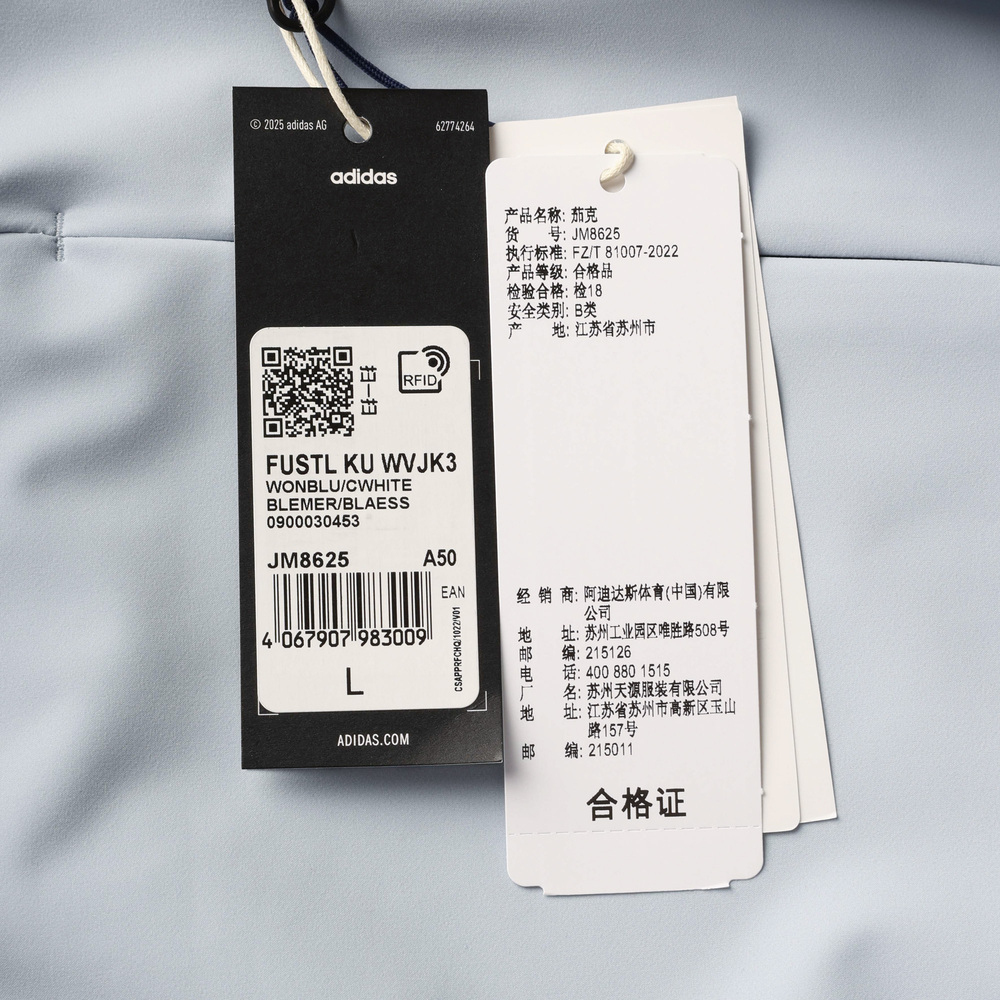 © 2025 adidas AG
62774264
adidas
扫一扫
RFID
FUSTL KU WVJK3
WONBLU/CWHITE
BLEMER/BLAESS
0900030453
JM8625 A50
EAN
4 067907 983009
CSAPPRFCHQ/1022/V01
L
ADIDAS.COM
产品名称: 茄克
货 号: JM8625
执行标准: FZ/T 81007-2022
产品等级: 合格品
检验合格: 检18
安全类别: B类
产 地: 江苏省苏州市
经 销 商: 阿迪达斯体育(中国)有限
公司
地 址: 苏州工业园区唯胜路508号
邮 编: 215126
电 话: 400 880 1515
厂 名: 苏州天源服装有限公司
地 址: 江苏省苏州市高新区玉山
路157号
邮 编: 215011
合格证